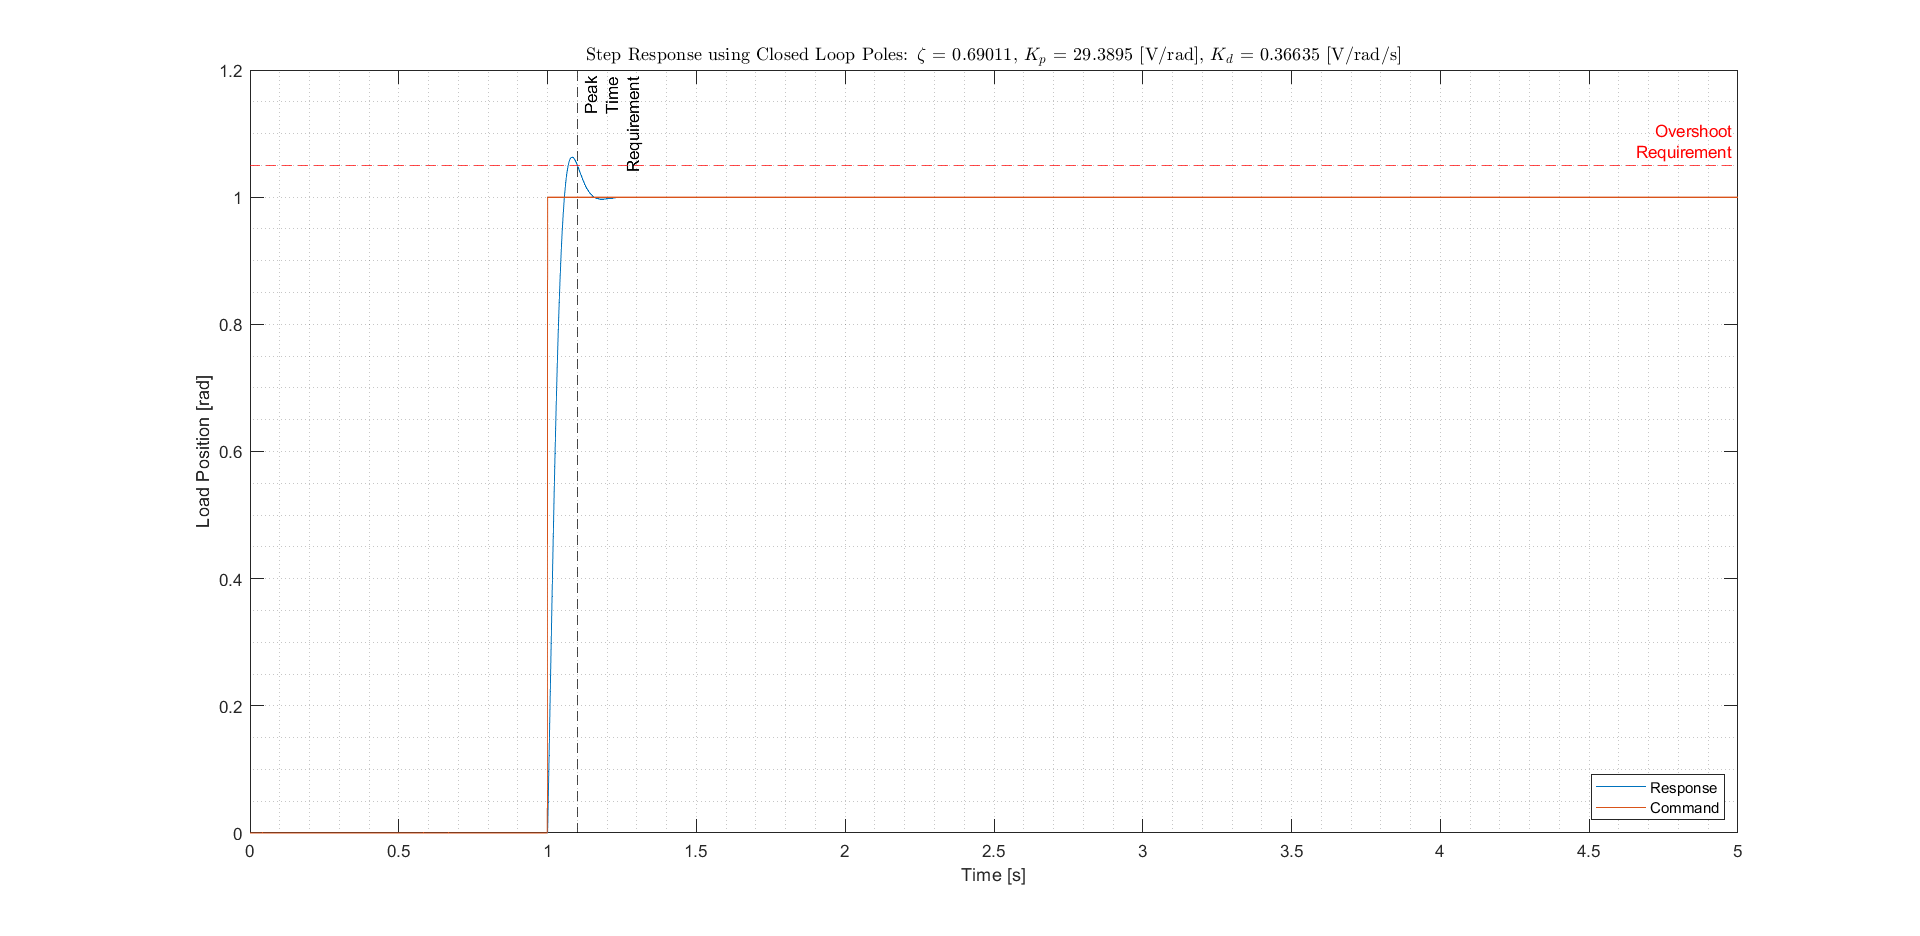 Step Response using Closed Loop Poles: ζ = 0.69011, K_p = 29.3895 [V/rad], K_d = 0.36635 [V/rad/s]
Peak
Time
Requirement
Overshoot
Requirement
1.2
1
0.8
0.6
0.4
0.2
0
Load Position [rad]
0 0.5 1 1.5 2 2.5 3 3.5 4 4.5 5
Time [s]
Response
Command